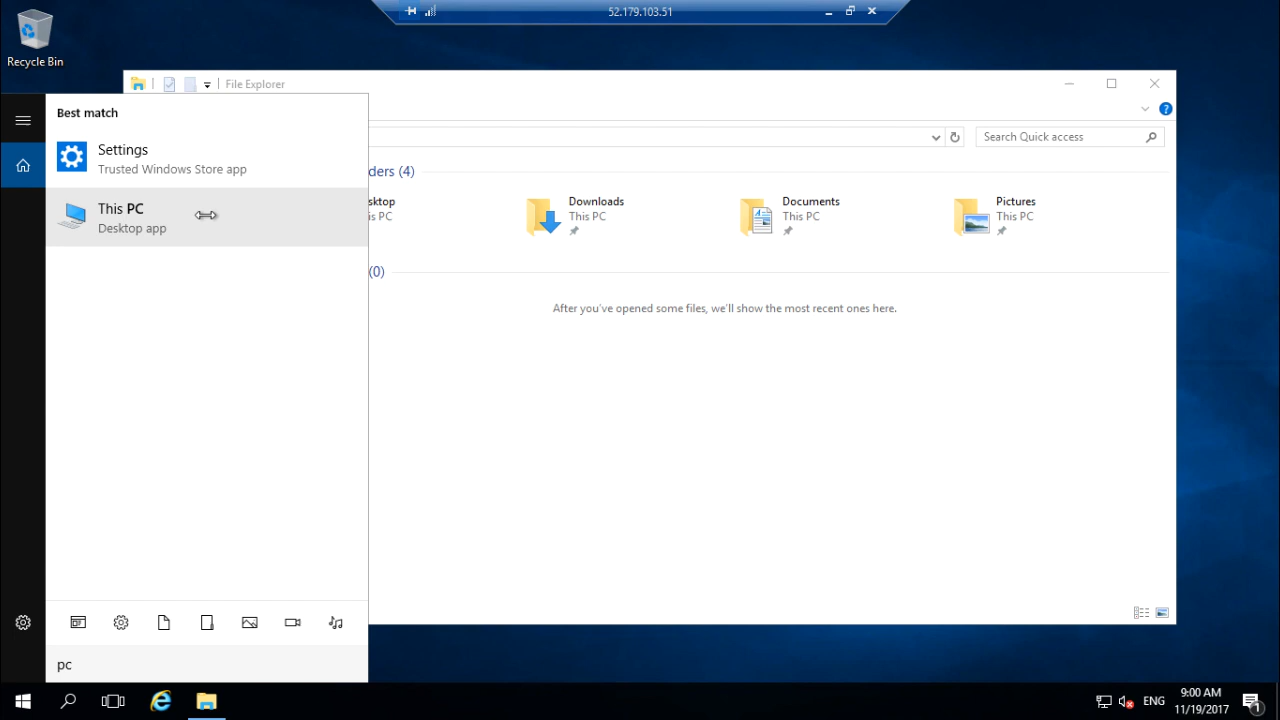 52.179.103.51
Recycle Bin
File Explorer
Best match
Settings
Trusted Windows Store app
This PC
Desktop app
Search Quick access
ders (4)
sktop
is PC
Downloads
This PC
Documents
This PC
Pictures
This PC
(0)
After you've opened some files, we'll show the most recent ones here.
pc
ENG
9:00 AM
11/19/2017
1